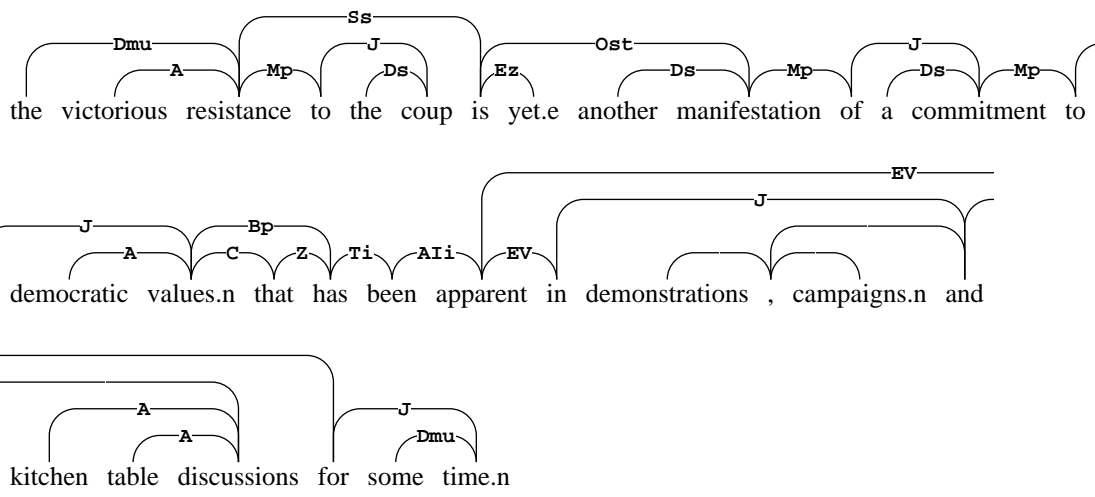 Ss
Dmu J Ost J
A Mp Ds Ez Ds Mp Ds Mp
the victorious resistance to the coup is yet.e another manifestation of a commitment to
EV
J
J Bp
A C Z Ti AIi EV
democratic values.n that has been apparent in demonstrations , campaigns.n and
A J
A Dmu
kitchen table discussions for some time.n